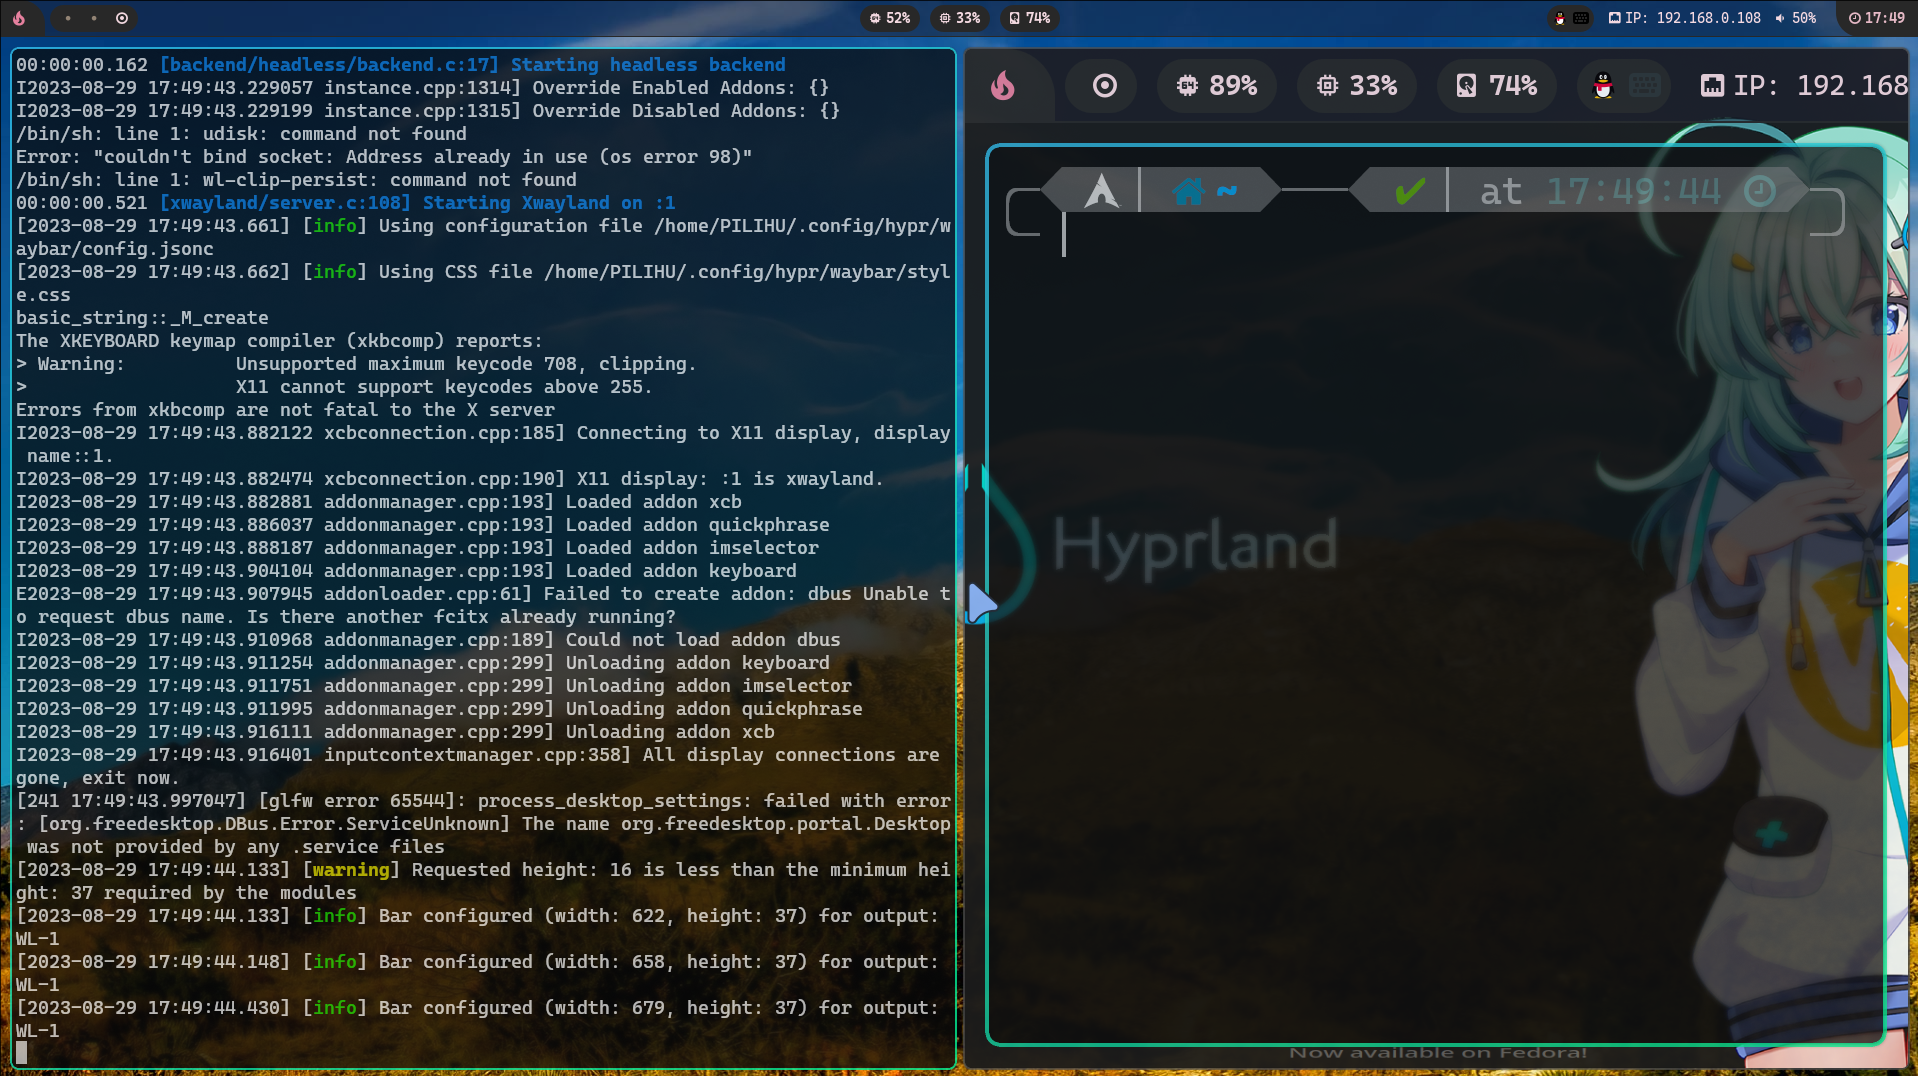 52% 33% 74% IP: 192.168.0.108 50% 17:49
00:00:00.162 [backend/headless/backend.c:17] Starting headless backend
I2023-08-29 17:49:43.229057 instance.cpp:1314] Override Enabled Addons: {}
I2023-08-29 17:49:43.229199 instance.cpp:1315] Override Disabled Addons: {}
/bin/sh: line 1: udisk: command not found
Error: "couldn't bind socket: Address already in use (os error 98)"
/bin/sh: line 1: wl-clip-persist: command not found
00:00:00.521 [xwayland/server.c:108] Starting Xwayland on :1
[2023-08-29 17:49:43.661] [info] Using configuration file /home/PILIHU/.config/hypr/w
aybar/config.jsonc
[2023-08-29 17:49:43.662] [info] Using CSS file /home/PILIHU/.config/hypr/waybar/styl
e.css
basic_string::_M_create
The XKEYBOARD keymap compiler (xkbcomp) reports:
> Warning:          Unsupported maximum keycode 708, clipping.
>                   X11 cannot support keycodes above 255.
Errors from xkbcomp are not fatal to the X server
I2023-08-29 17:49:43.882122 xcbconnection.cpp:185] Connecting to X11 display, display
 name::1.
I2023-08-29 17:49:43.882474 xcbconnection.cpp:190] X11 display: :1 is xwayland.
I2023-08-29 17:49:43.882881 addonmanager.cpp:193] Loaded addon xcb
I2023-08-29 17:49:43.886037 addonmanager.cpp:193] Loaded addon quickphrase
I2023-08-29 17:49:43.888187 addonmanager.cpp:193] Loaded addon imselector
I2023-08-29 17:49:43.904104 addonmanager.cpp:193] Loaded addon keyboard
E2023-08-29 17:49:43.907945 addonloader.cpp:61] Failed to create addon: dbus Unable t
o request dbus name. Is there another fcitx already running?
I2023-08-29 17:49:43.910968 addonmanager.cpp:189] Could not load addon dbus
I2023-08-29 17:49:43.911254 addonmanager.cpp:299] Unloading addon keyboard
I2023-08-29 17:49:43.911751 addonmanager.cpp:299] Unloading addon imselector
I2023-08-29 17:49:43.911995 addonmanager.cpp:299] Unloading addon quickphrase
I2023-08-29 17:49:43.916111 addonmanager.cpp:299] Unloading addon xcb
I2023-08-29 17:49:43.916401 inputcontextmanager.cpp:358] All display connections are
gone, exit now.
[241 17:49:43.997047] [glfw error 65544]: process_desktop_settings: failed with error
: [org.freedesktop.DBus.Error.ServiceUnknown] The name org.freedesktop.portal.Desktop
 was not provided by any .service files
[2023-08-29 17:49:44.133] [warning] Requested height: 16 is less than the minimum hei
ght: 37 required by the modules
[2023-08-29 17:49:44.133] [info] Bar configured (width: 622, height: 37) for output:
WL-1
[2023-08-29 17:49:44.148] [info] Bar configured (width: 658, height: 37) for output:
WL-1
[2023-08-29 17:49:44.430] [info] Bar configured (width: 679, height: 37) for output:
WL-1
89% 33% 74% IP: 192.168
~ ✔ at 17:49:44
Hyprland
Now available on Fedora!